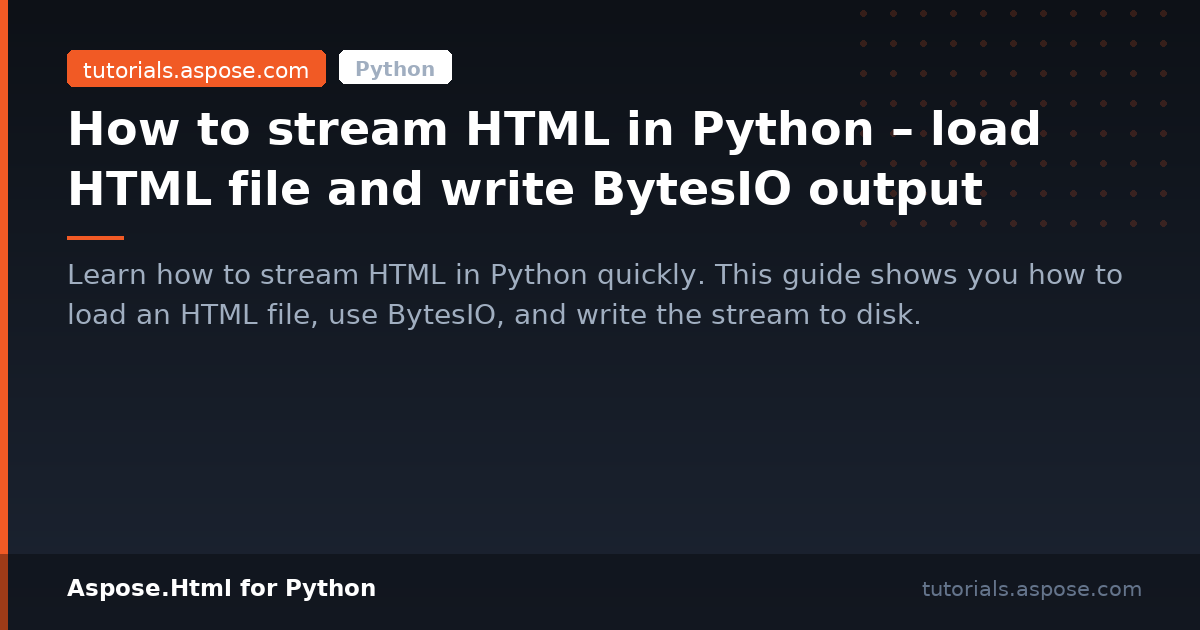 tutorials.aspose.com
Python
How to stream HTML in Python – load
HTML file and write BytesIO output
Learn how to stream HTML in Python quickly. This guide shows you how to
load an HTML file, use BytesIO, and write the stream to disk.
Aspose.Html for Python
tutorials.aspose.com